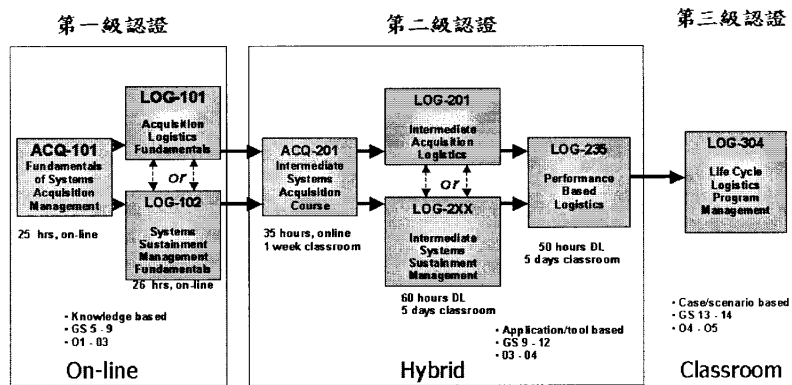 第一級認證
第二級認證
第三級認證
ACQ-101
Fundamentals
of Systems
Acquisition
Management
25 hrs, on-line
LOG-101
Acquisition
Logistics
Fundamentals
or
LOG-102
Systems
Sustainment
Management
Fundamentals
26 hrs, on-line
• Knowledge based
• GS 5 - 9
• O1 - 03
On-line
ACQ-201
Intermediate
Systems
Acquisition
Course
35 hours, online
1 week classroom
LOG-201
Intermediate
Acquisition
Logistics
or
LOG-2XX
Intermediate
Systems
Sustainment
Management
60 hours DL
5 days classroom
LOG-235
Performance
Based
Logistics
50 hours DL
5 days classroom
• Application/tool based
• GS 9 - 12
• 03 - 04
Hybrid
LOG-304
Life Cycle
Logistics
Program
Management
• Case/scenario based
• GS 13 - 14
• O4 - O5
Classroom